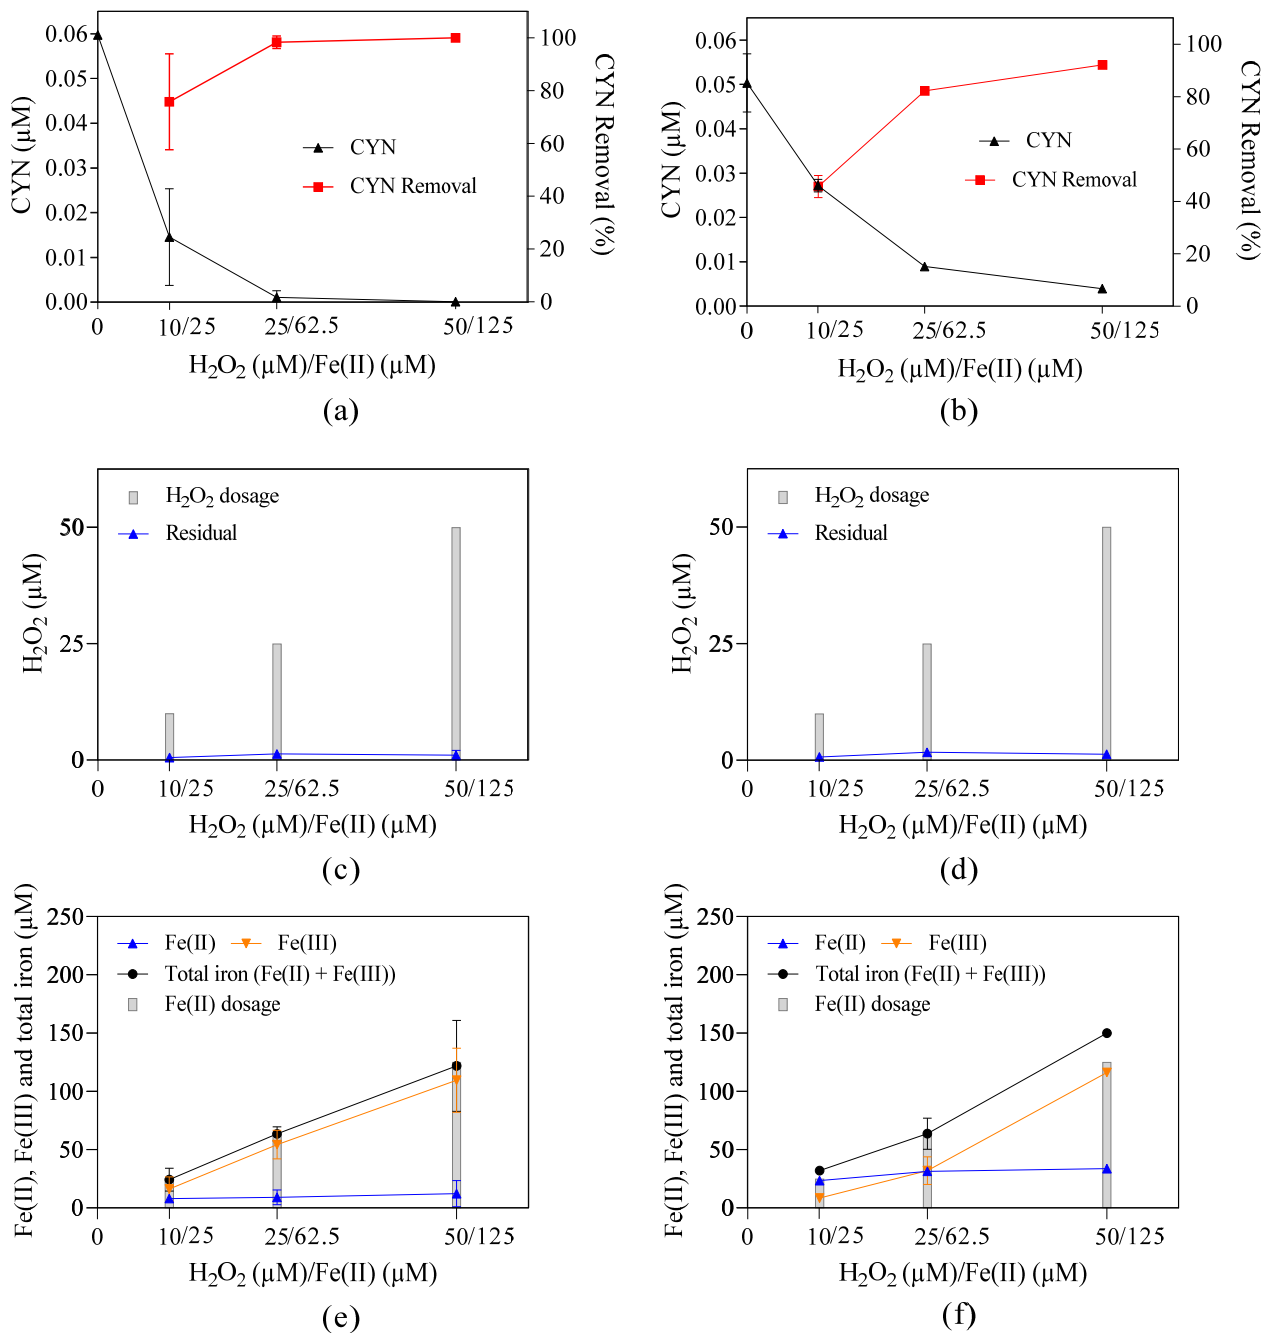 0.06
0.05
0.04
0.03
0.02
0.01
0.00
CYN (µM)
100
80
60
40
20
0
CYN Removal (%)
CYN
CYN Removal
0
10/25
25/62.5
50/125
H₂O₂ (µM)/Fe(II) (µM)
(a)
0.06
0.05
0.04
0.03
0.02
0.01
0.00
CYN (µM)
100
80
60
40
20
0
CYN Removal (%)
CYN
CYN Removal
0
10/25
25/62.5
50/125
H₂O₂ (µM)/Fe(II) (µM)
(b)
H₂O₂ dosage
Residual
50
25
0
H₂O₂ (µM)
0
10/25
25/62.5
50/125
H₂O₂ (µM)/Fe(II) (µM)
(c)
H₂O₂ dosage
Residual
50
25
0
H₂O₂ (µM)
0
10/25
25/62.5
50/125
H₂O₂ (µM)/Fe(II) (µM)
(d)
250
200
150
100
50
0
Fe(II), Fe(III) and total iron (µM)
Fe(II) Fe(III)
Total iron (Fe(II) + Fe(III))
Fe(II) dosage
0
10/25
25/62.5
50/125
H₂O₂ (µM)/Fe(II) (µM)
(e)
250
200
150
100
50
0
Fe(II), Fe(III) and total iron (µM)
Fe(II) Fe(III)
Total iron (Fe(II) + Fe(III))
Fe(II) dosage
0
10/25
25/62.5
50/125
H₂O₂ (µM)/Fe(II) (µM)
(f)